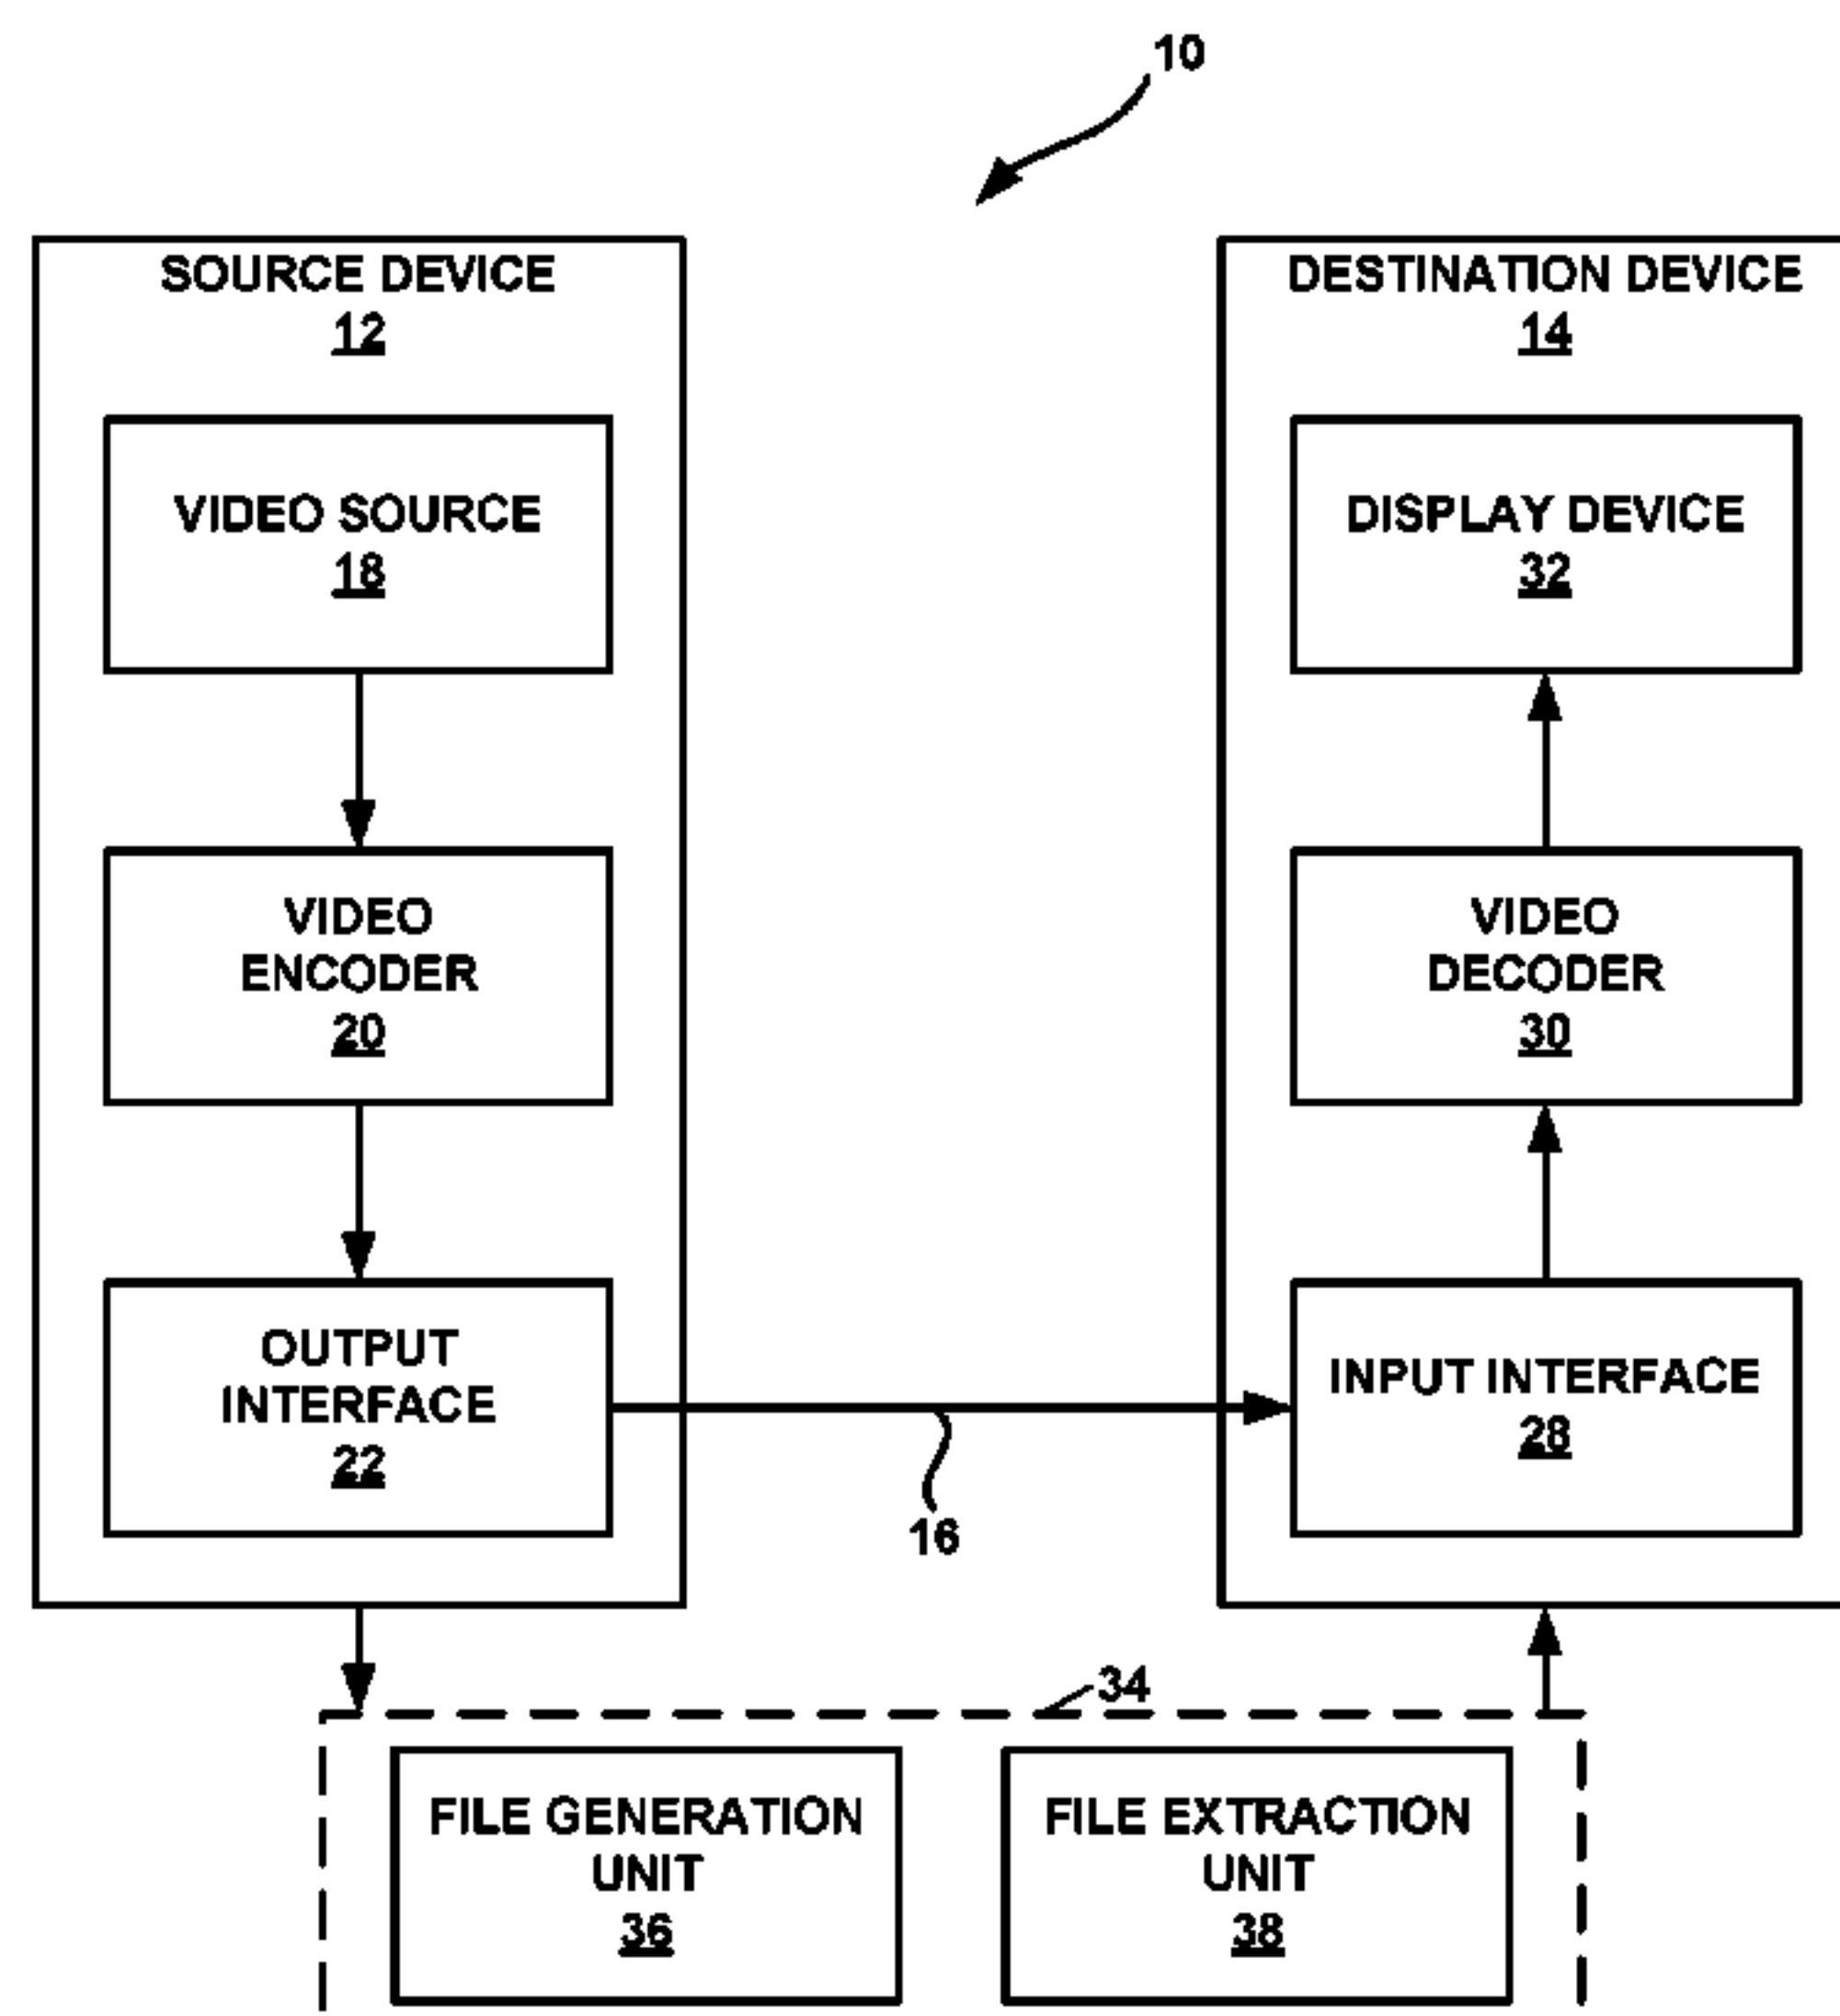 10
SOURCE DEVICE
12
VIDEO SOURCE
18
VIDEO
ENCODER
20
OUTPUT
INTERFACE
22
16
DESTINATION DEVICE
14
DISPLAY DEVICE
32
VIDEO
DECODER
30
INPUT INTERFACE
28
34
FILE GENERATION
UNIT
36
FILE EXTRACTION
UNIT
38